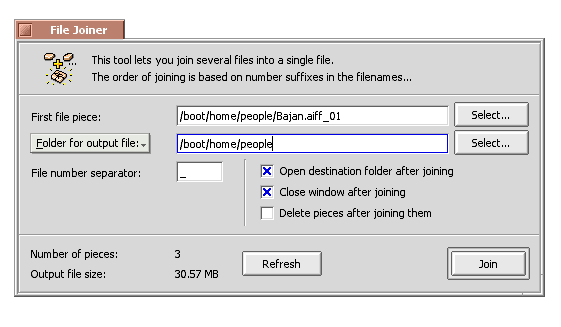 File Joiner
This tool lets you join several files into a single file.
The order of joining is based on number suffixes in the filenames...
First file piece: /boot/home/people/Bajan.aiff_01 Select...
Folder for output file: /boot/home/people Select...
File number separator: _ Open destination folder after joining
Close window after joining
Delete pieces after joining them
Number of pieces: 3
Output file size: 30.57 MB
Refresh Join